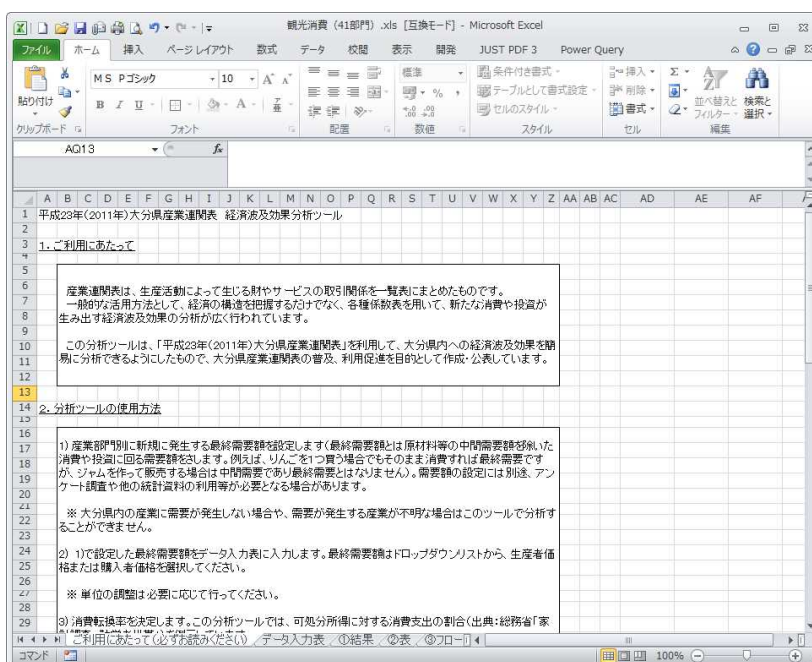 観光消費（41部門）.xls ［互換モード］ - Microsoft Excel
ファイル ホーム 挿入 ページ レイアウト 数式 データ 校閲 表示 開発 JUST PDF 3 Power Query
貼り付け
クリップボード
ＭＳ Ｐゴシック 10
B I U
フォント
配置
標準
数値
条件付き書式
テーブルとして書式設定
セルのスタイル
スタイル
挿入
削除
書式
セル
並べ替えと
フィルター
検索と
選択
編集
AQ13 fx
A B C D E F G H I J K L M N O P Q R S T U V W X Y Z AA AB AC AD AE AF
1 平成23年(2011年)大分県産業連関表 経済波及効果分析ツール
2
3 1．ご利用にあたって
4
5
6 産業連関表は、生産活動によって生じる財やサービスの取引関係を一覧表にまとめたものです。
7 一般的な活用方法として、経済の構造を把握するだけでなく、各種係数表を用いて、新たな消費や投資が
8 生み出す経済波及効果の分析が広く行われています。
9
10 この分析ツールは、「平成23年(2011年)大分県産業連関表」を利用して、大分県内への経済波及効果を簡
11 易に分析できるようにしたもので、大分県産業連関表の普及、利用促進を目的として作成・公表しています。
12
13
14 2．分析ツールの使用方法
15
16
17 1) 産業部門別に新規に発生する最終需要額を設定します(最終需要額とは原材料等の中間需要額を除いた
18 消費や投資に回る需要額をさします。例えば、りんごを1つ買う場合でもそのまま消費すれば最終需要です
19 が、ジャムを作って販売する場合は中間需要であり最終需要とはなりません)。需要額の設定には別途、アン
20 ケート調査や他の統計資料の利用等が必要となる場合があります。
21
22 ※ 大分県内の産業に需要が発生しない場合や、需要が発生する産業が不明な場合はこのツールで分析す
23 ることができません。
24 2) 1)で設定した最終需要額をデータ入力表に入力します。最終需要額はドロップダウンリストから、生産者価
25 格または購入者価格を選択してください。
26
27 ※ 単位の調整は必要に応じて行ってください。
28
29 3) 消費転換率を決定します。この分析ツールでは、可処分所得に対する消費支出の割合(出典：総務省「家
ご利用にあたって(必ずお読みください) データ入力表 ①結果 ②表 ③フロー
コマンド 100%